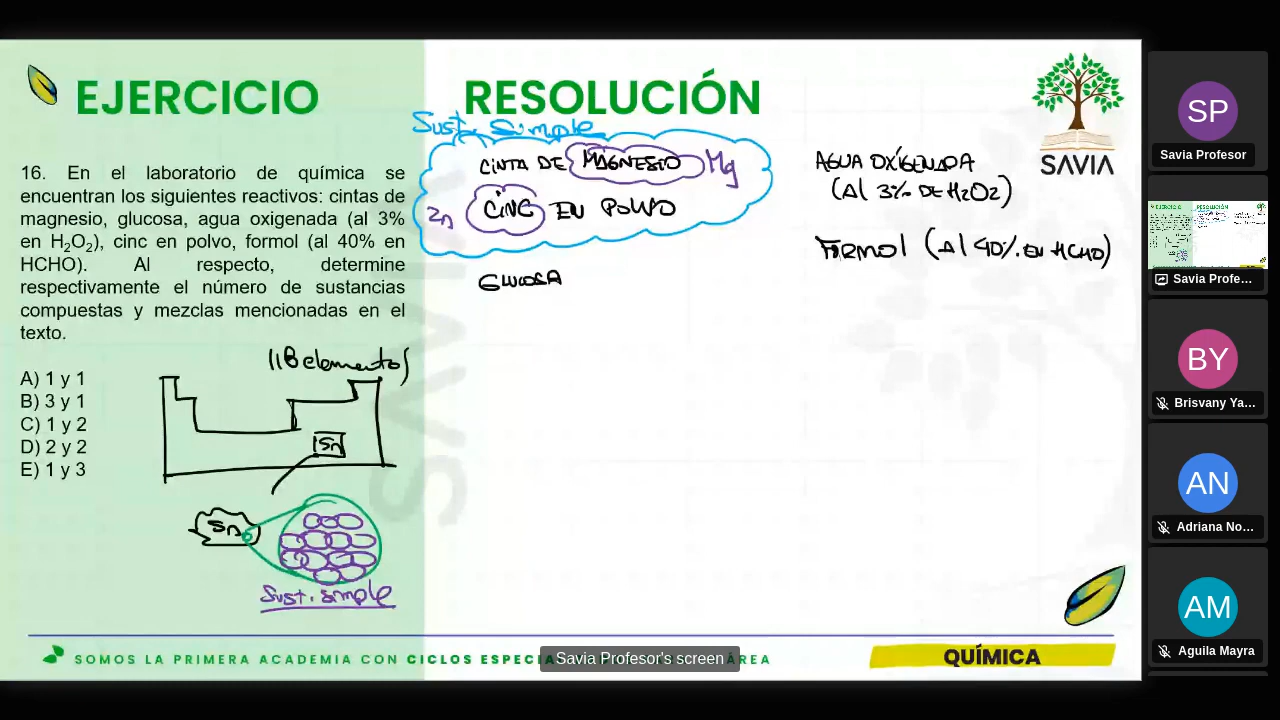 EJERCICIO
RESOLUCIÓN
SAVIA
16. En el laboratorio de química se
encuentran los siguientes reactivos: cintas de
magnesio, glucosa, agua oxigenada (al 3%
en H₂O₂), cinc en polvo, formol (al 40% en
HCHO). Al respecto, determine
respectivamente el número de sustancias
compuestas y mezclas mencionadas en el
texto.
A) 1 y 1
B) 3 y 1
C) 1 y 2
D) 2 y 2
E) 1 y 3
118 elementos
Sn
Sn
Sust. simple
Sust. Simple
CINTA DE MAGNESIO Mg
Zn CINC EN POLVO
GLUCOSA
AGUA OXÍGENADA
(Al 3% DE H2O2)
FORMOl (Al 40% EN HCHO)
SOMOS LA PRIMERA ACADEMIA CON CICLOS ESPECI
ÁREA
Savia Profesor's screen
QUÍMICA
SP
Savia Profesor
Savia Profe...
BY
Brisvany Ya...
AN
Adriana No...
AM
Aguila Mayra